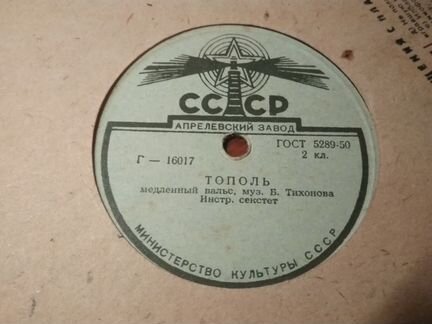 СССР
АПРЕЛЕВСКИЙ ЗАВОД
ГОСТ 5289-50
Г — 16017
2 кл.
ТОПОЛЬ
медленный вальс, муз. Б. Тихонова
Инстр. секстет
МИНИСТЕРСТВО КУЛЬТУРЫ СССР